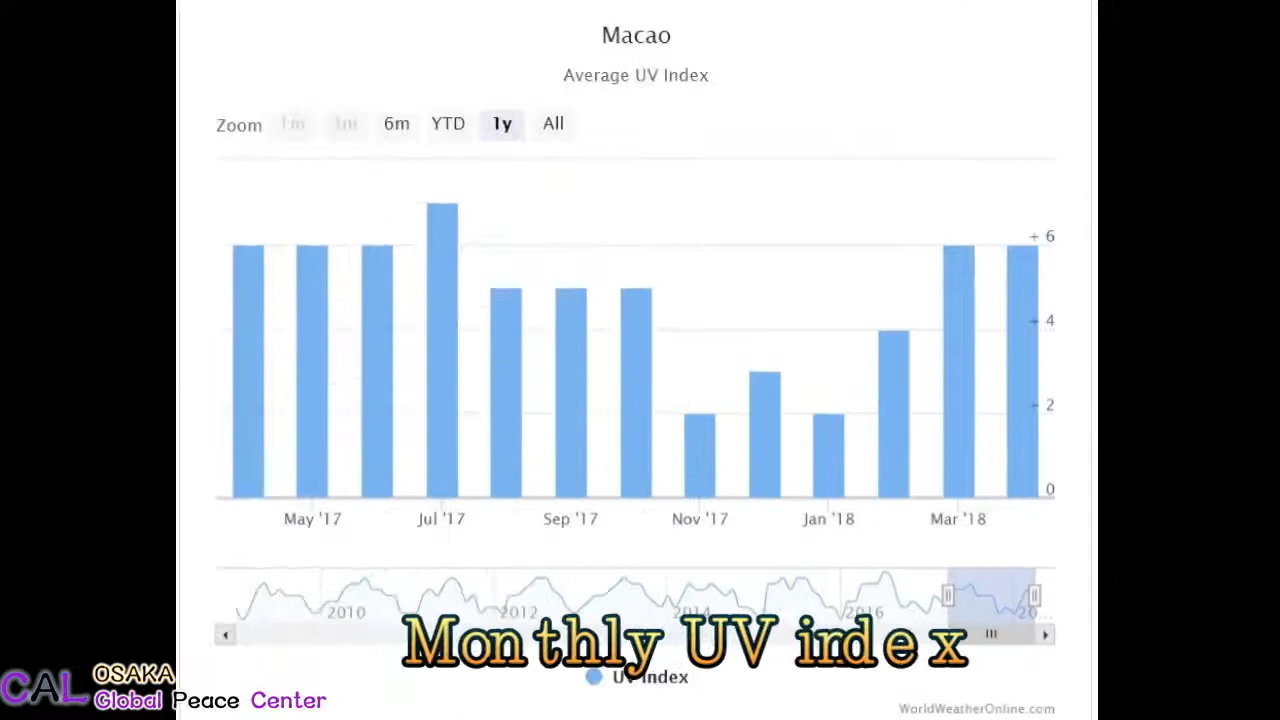 Macao
Average UV Index
Zoom 1m 3m 6m YTD 1y All
+ 6
+ 4
+ 2
0
May '17 Jul '17 Sep '17 Nov '17 Jan '18 Mar '18
2010 2012 2014 2016 20...
Monthly UV index
UV Index
CAL OSAKA
Global Peace Center
WorldWeatherOnline.com